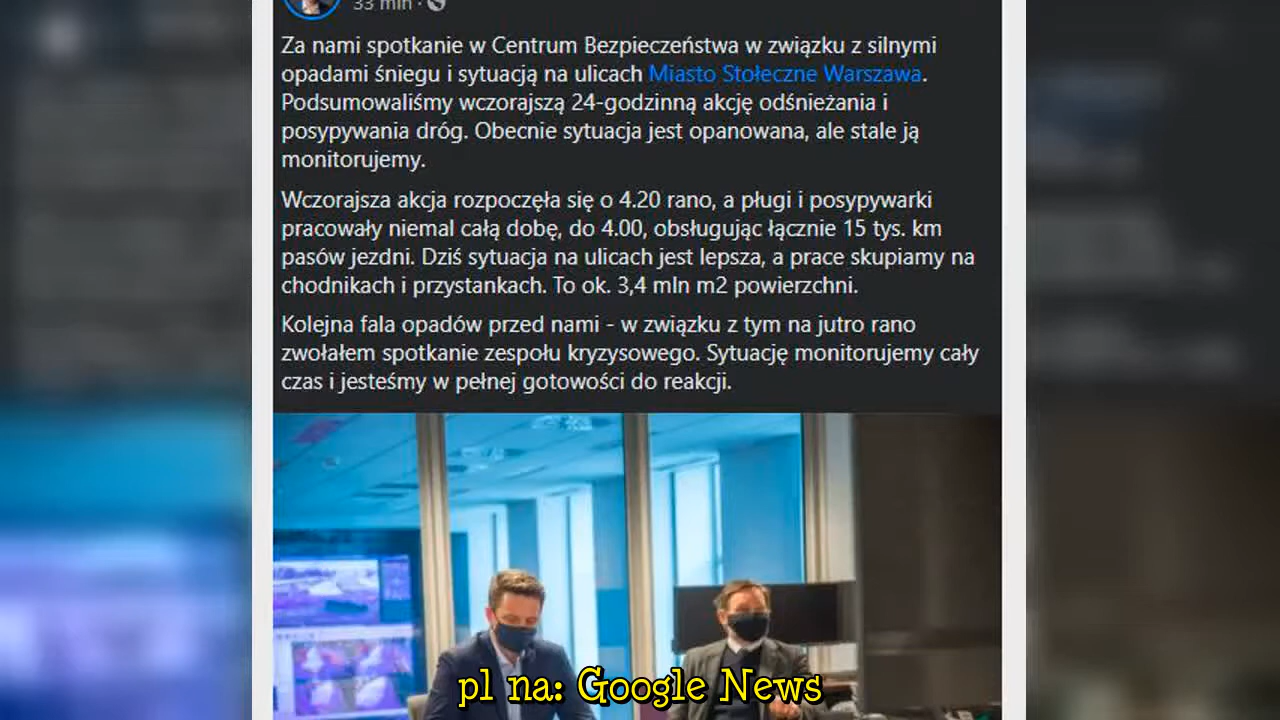 33 min ·
Za nami spotkanie w Centrum Bezpieczeństwa w związku z silnymi
opadami śniegu i sytuacją na ulicach Miasto Stołeczne Warszawa.
Podsumowaliśmy wczorajszą 24-godzinną akcję odśnieżania i
posypywania dróg. Obecnie sytuacja jest opanowana, ale stale ją
monitorujemy.
Wczorajsza akcja rozpoczęła się o 4.20 rano, a pługi i posypywarki
pracowały niemal całą dobę, do 4.00, obsługując łącznie 15 tys. km
pasów jezdni. Dziś sytuacja na ulicach jest lepsza, a prace skupiamy na
chodnikach i przystankach. To ok. 3,4 mln m2 powierzchni.
Kolejna fala opadów przed nami - w związku z tym na jutro rano
zwołałem spotkanie zespołu kryzysowego. Sytuację monitorujemy cały
czas i jesteśmy w pełnej gotowości do reakcji.
pl na: Google News